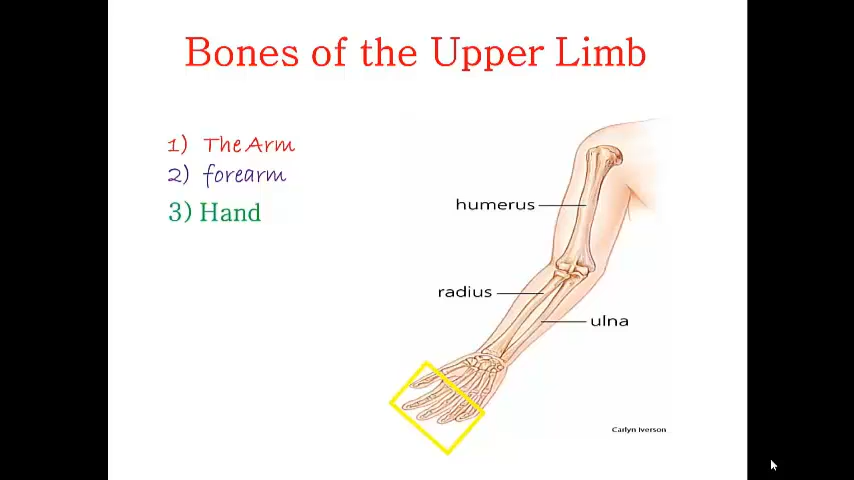 Bones of the Upper Limb
1) The Arm
2) forearm
3) Hand
humerus
radius
ulna
Carlyn Iverson